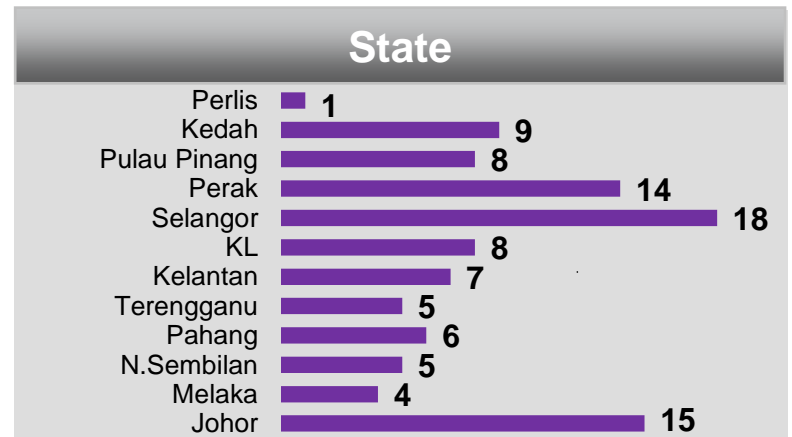 State
Perlis 1
Kedah 9
Pulau Pinang 8
Perak 14
Selangor 18
KL 8
Kelantan 7
Terengganu 5
Pahang 6
N.Sembilan 5
Melaka 4
Johor 15